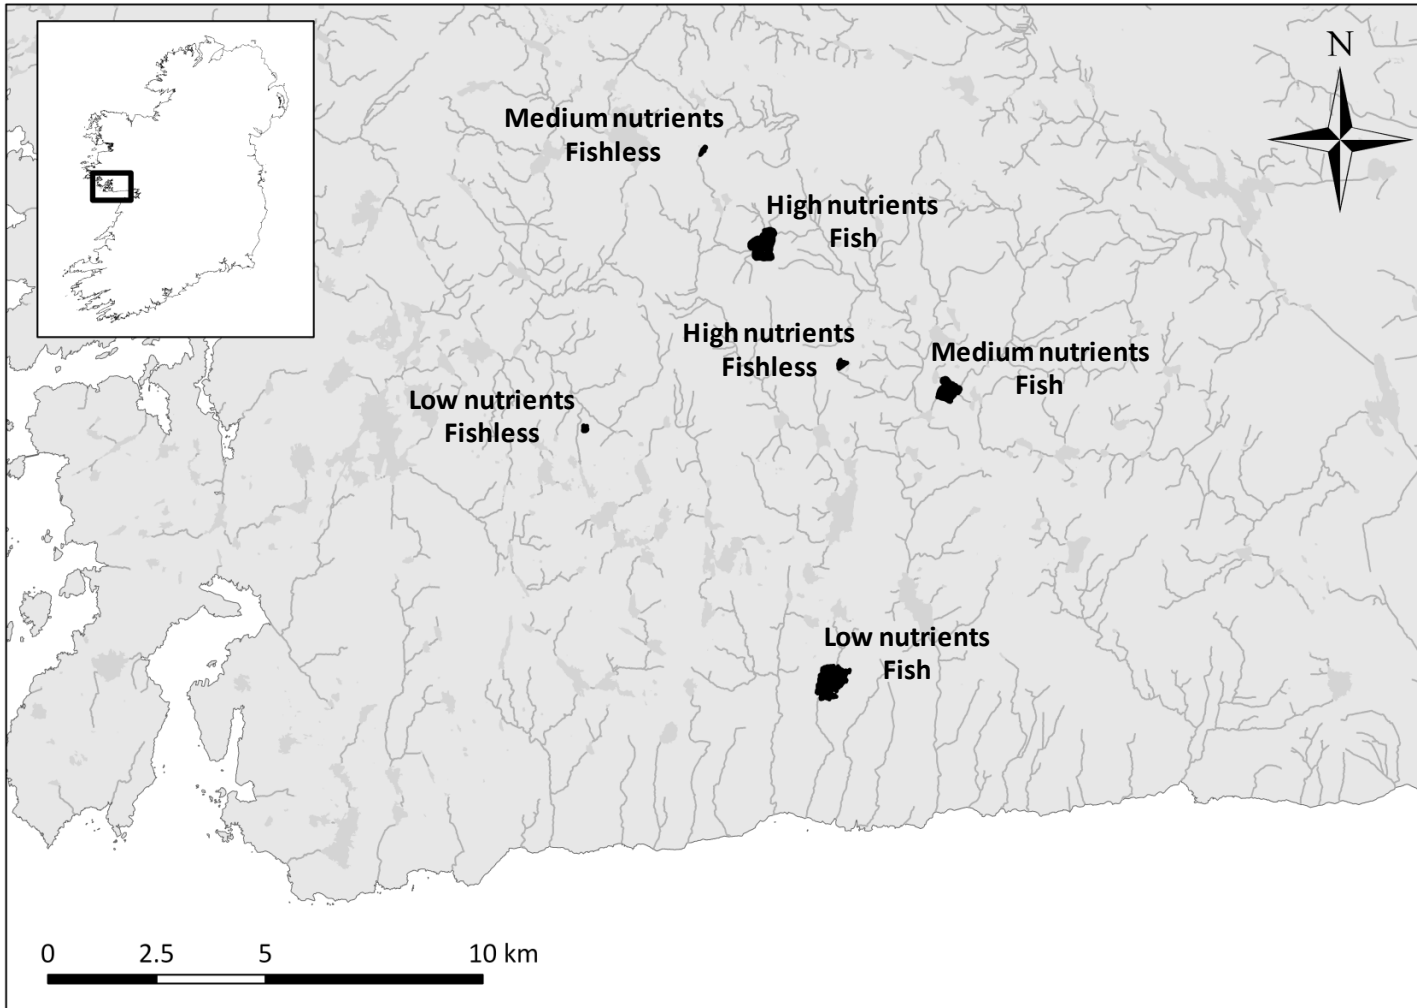 N
Medium nutrients
Fishless
High nutrients
Fish
High nutrients
Fishless
Medium nutrients
Fish
Low nutrients
Fishless
Low nutrients
Fish
0 2.5 5 10 km